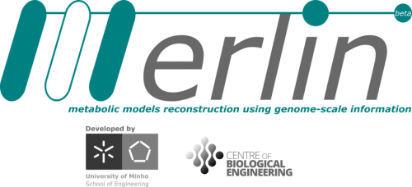 Merlin
beta
metabolic models reconstruction using genome-scale information
Developed by
University of Minho
School of Engineering
CENTRE OF
BIOLOGICAL
ENGINEERING